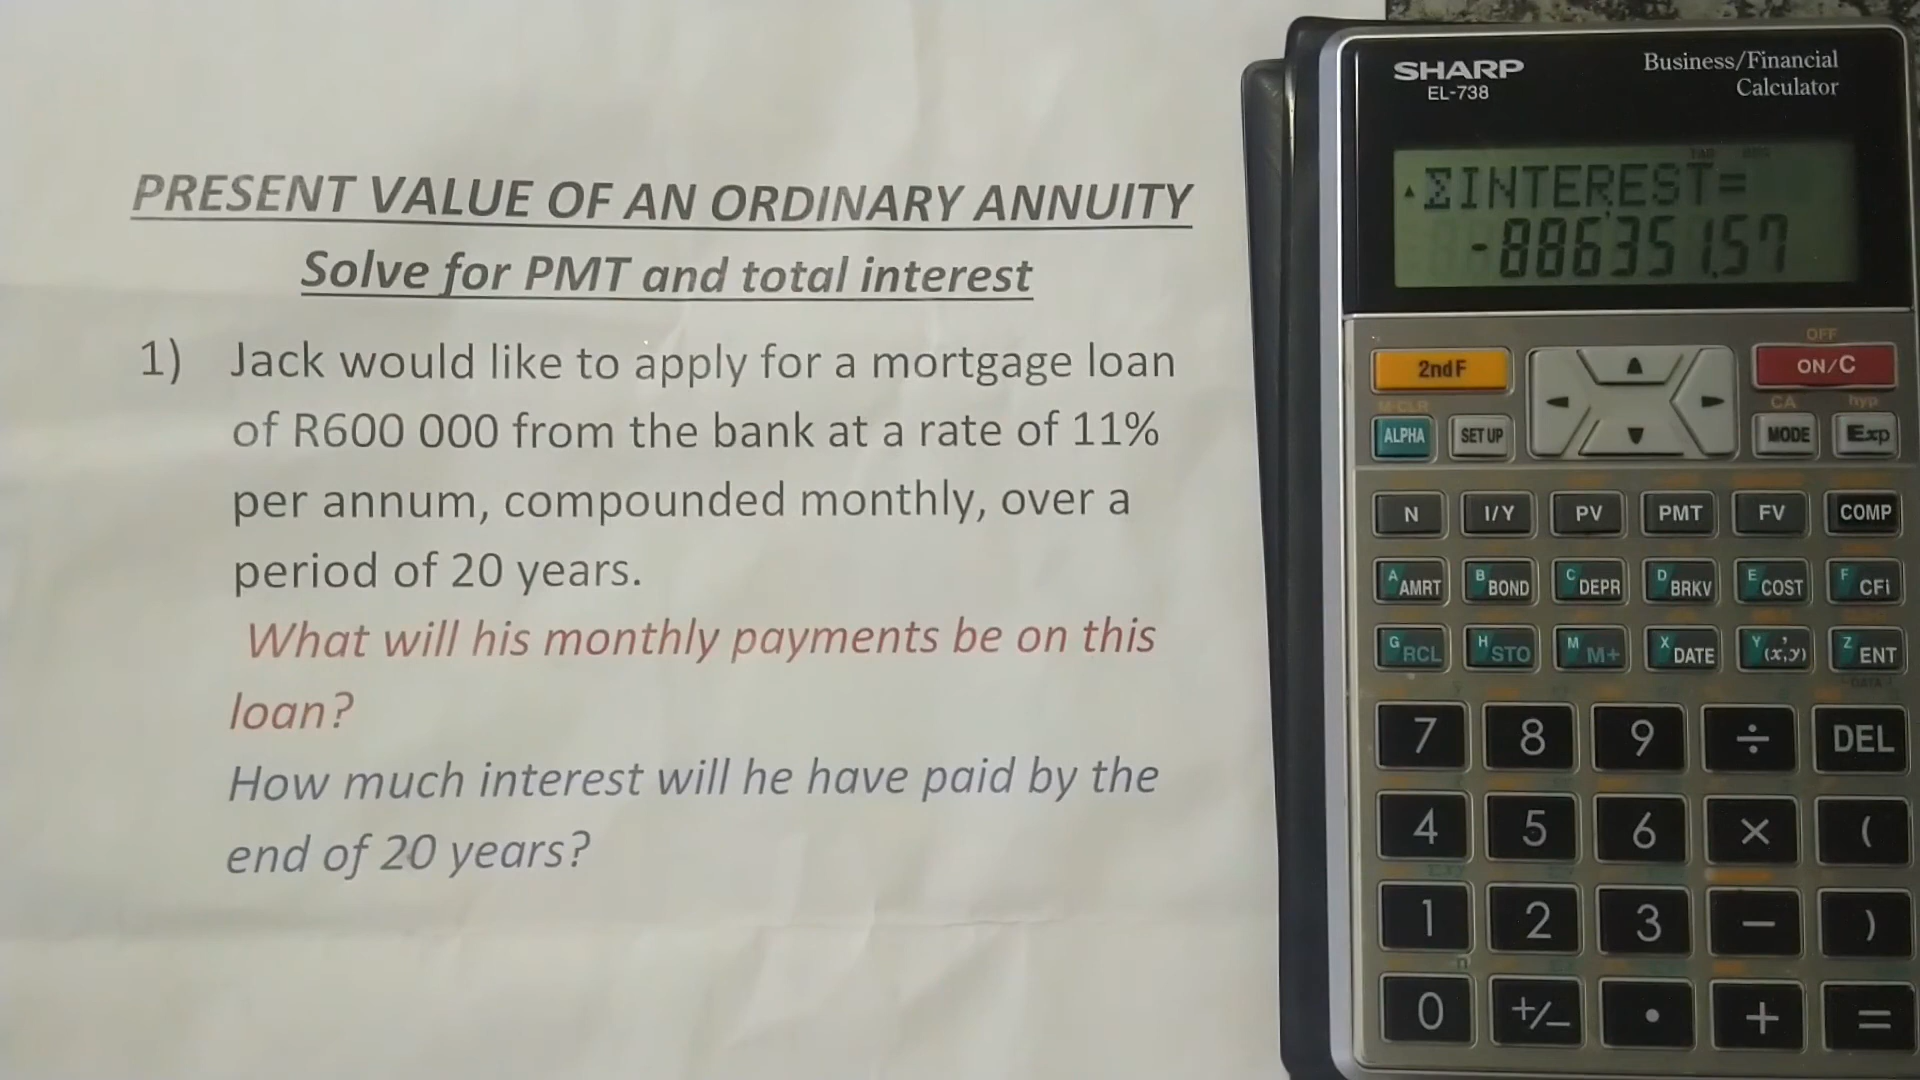 PRESENT VALUE OF AN ORDINARY ANNUITY
Solve for PMT and total interest
1) Jack would like to apply for a mortgage loan
of R600 000 from the bank at a rate of 11%
per annum, compounded monthly, over a
period of 20 years.
What will his monthly payments be on this
loan?
How much interest will he have paid by the
end of 20 years?
SHARP Business/Financial
EL-738 Calculator
ΣINTEREST=
-886'351.57
OFF
2ndF ON/C
M-CLR CA hyp
ALPHA SET UP MODE Exp
N I/Y PV PMT FV COMP
A AMRT B BOND C DEPR D BRKV E COST F CFi
G RCL H STO M M+ X DATE Y (x,y) Z ENT
DATA
7 8 9 ÷ DEL
4 5 6 × (
1 2 3 − )
0 +/− • + =